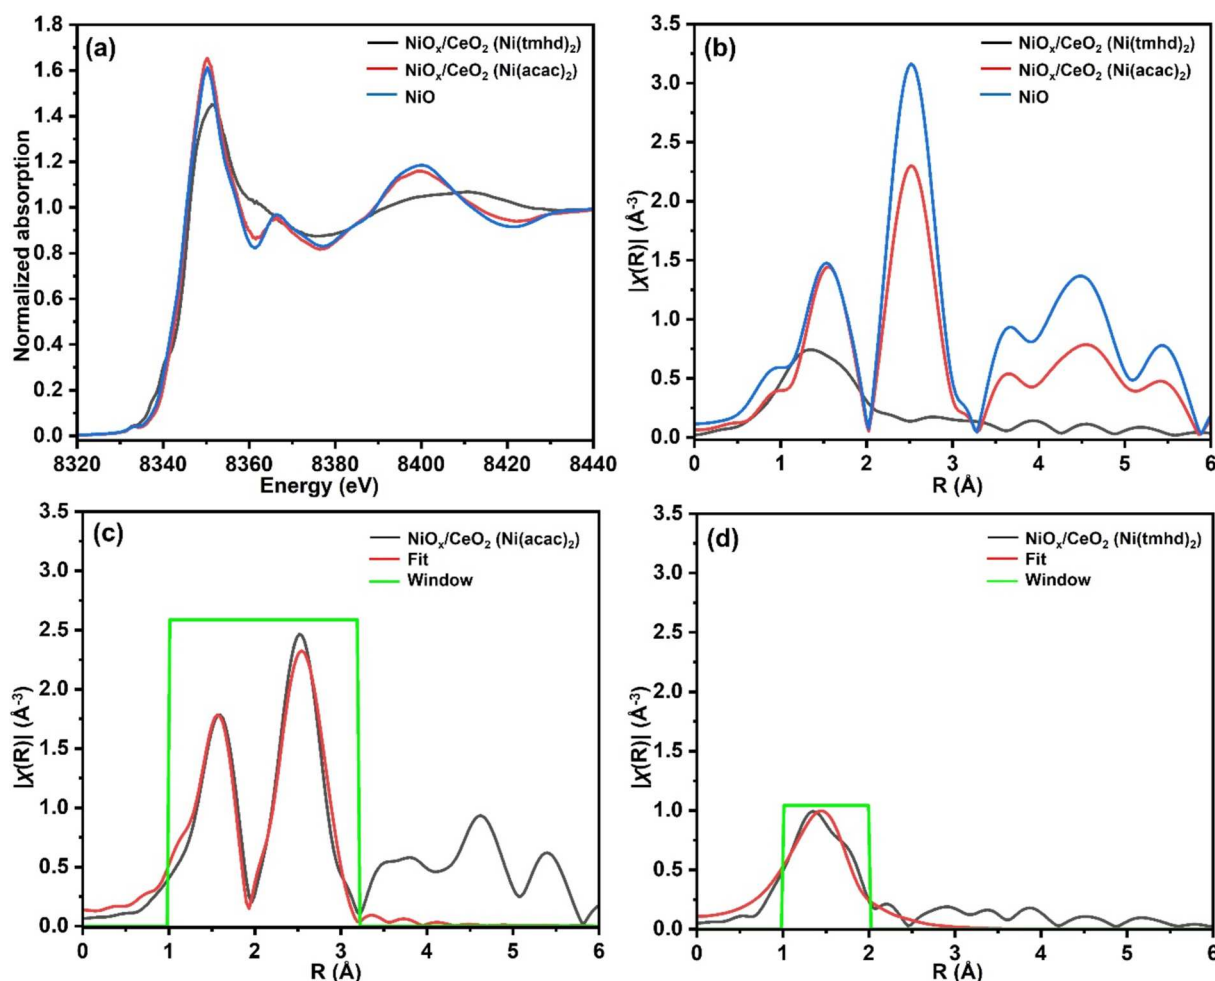 (a)
NiOₓ/CeO₂ (Ni(tmhd)₂)
NiOₓ/CeO₂ (Ni(acac)₂)
NiO
Normalized absorption
1.8
1.6
1.4
1.2
1.0
0.8
0.6
0.4
0.2
0.0
8320 8340 8360 8380 8400 8420 8440
Energy (eV)
(b)
NiOₓ/CeO₂ (Ni(tmhd)₂)
NiOₓ/CeO₂ (Ni(acac)₂)
NiO
|χ(R)| (Å⁻³)
3.5
3.0
2.5
2.0
1.5
1.0
0.5
0.0
0 1 2 3 4 5 6
R (Å)
(c)
NiOₓ/CeO₂ (Ni(acac)₂)
Fit
Window
|χ(R)| (Å⁻³)
3.5
3.0
2.5
2.0
1.5
1.0
0.5
0.0
0 1 2 3 4 5 6
R (Å)
(d)
NiOₓ/CeO₂ (Ni(tmhd)₂)
Fit
Window
|χ(R)| (Å⁻³)
3.5
3.0
2.5
2.0
1.5
1.0
0.5
0.0
0 1 2 3 4 5 6
R (Å)